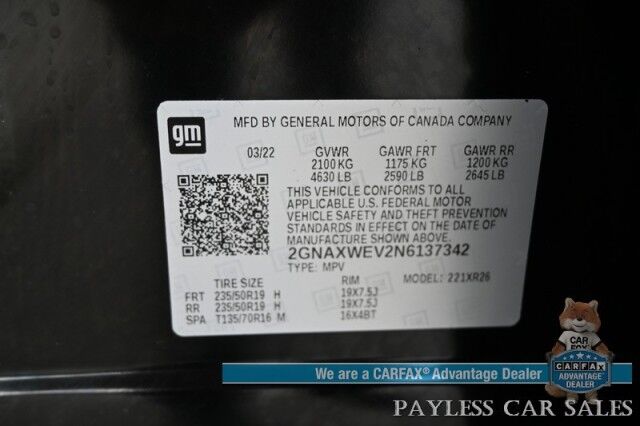 gm
MFD BY GENERAL MOTORS OF CANADA COMPANY
03/22 GVWR GAWR FRT GAWR RR
2100 KG 1175 KG 1200 KG
4630 LB 2590 LB 2645 LB
THIS VEHICLE CONFORMS TO ALL
APPLICABLE U.S. FEDERAL MOTOR
VEHICLE SAFETY AND THEFT PREVENTION
STANDARDS IN EFFECT ON THE DATE OF
MANUFACTURE SHOWN ABOVE.
2GNAXWEV2N6137342
TYPE: MPV MODEL: 221XR26
TIRE SIZE RIM
FRT 235/50R19 H 19X7.5J
RR 235/50R19 H 19X7.5J
SPA T135/70R16 M 16X4BT
We are a CARFAX® Advantage Dealer
CAR
FOX
CARFAX
ADVANTAGE
DEALER
PAYLESS CAR SALES